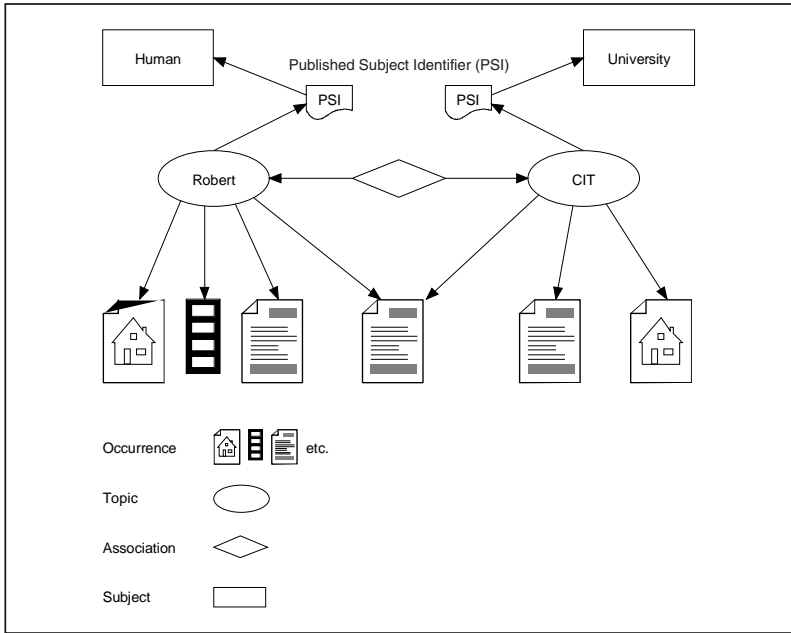 Human
Published Subject Identifier (PSI)
University
PSI
PSI
Robert
CIT
Occurrence
etc.
Topic
Association
Subject